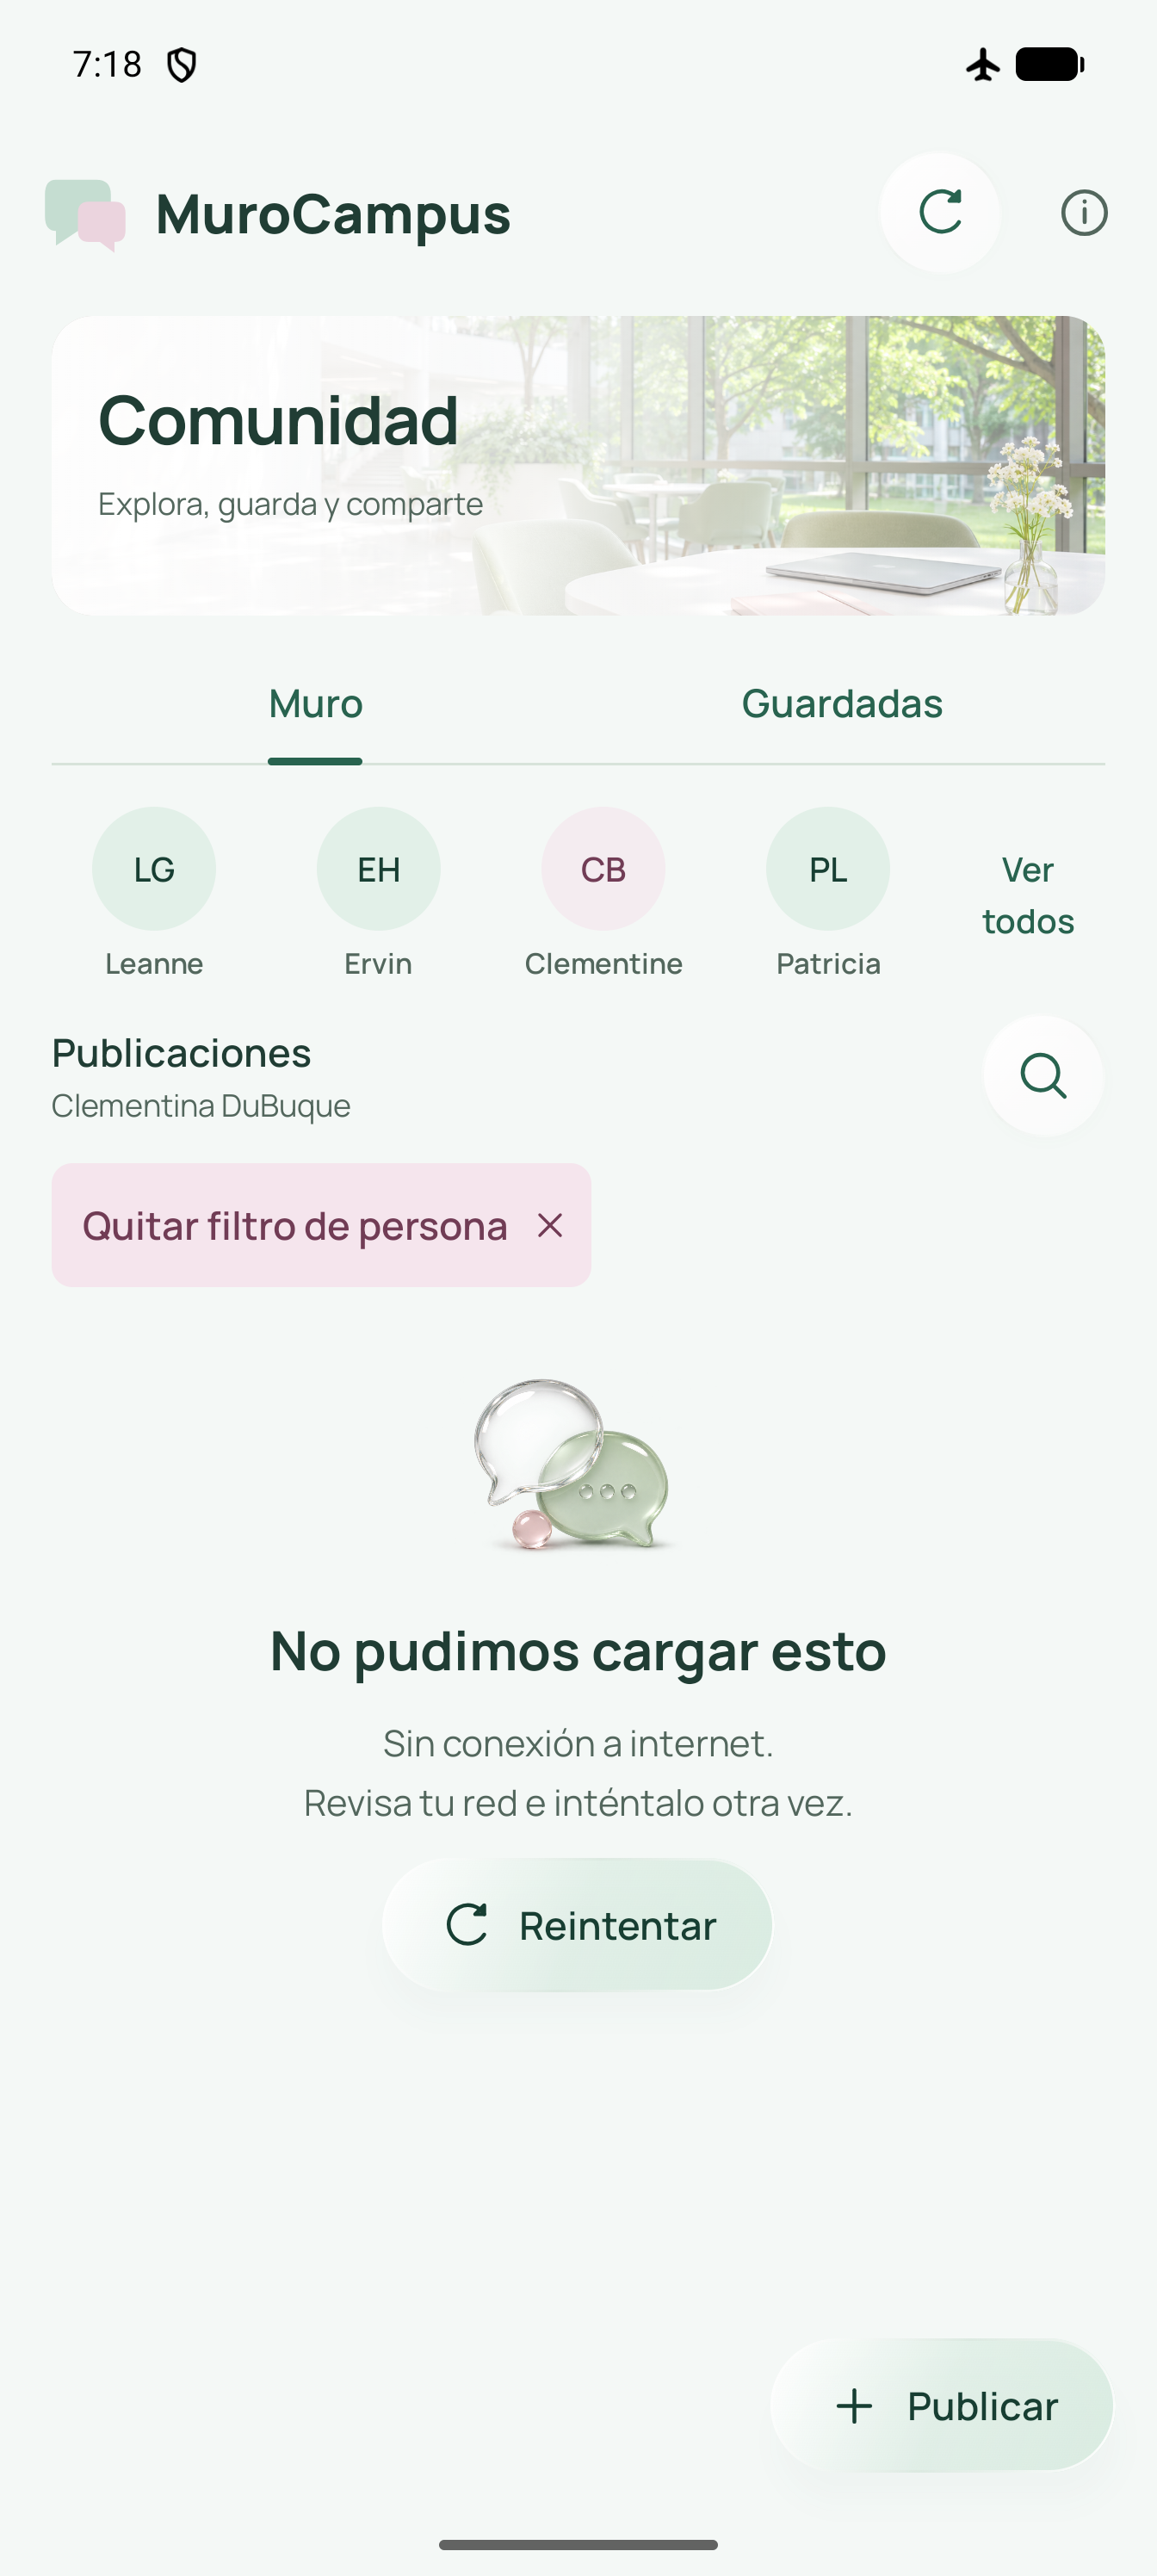 7:18
MuroCampus
Comunidad
Explora, guarda y comparte
Muro
Guardadas
LG
EH
CB
PL
Ver
todos
Leanne
Ervin
Clementine
Patricia
Publicaciones
Clementina DuBuque
Quitar filtro de persona
No pudimos cargar esto
Sin conexión a internet.
Revisa tu red e inténtalo otra vez.
Reintentar
Publicar